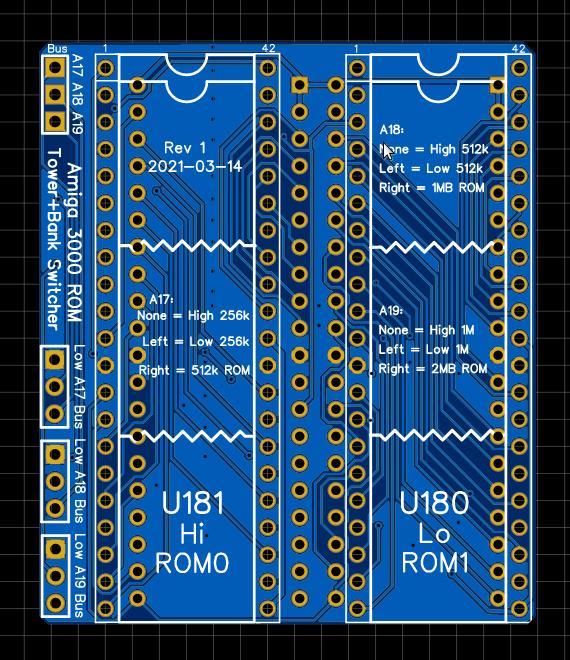 Bus
1
42
1
42
A17 A18 A19
Rev 1
2021-03-14
A18:
None = High 512k
Left = Low 512k
Right = 1MB ROM
Amiga 3000 ROM
Tower+Bank Switcher
A17:
None = High 256k
Left = Low 256k
Right = 512k ROM
A19:
None = High 1M
Left = Low 1M
Right = 2MB ROM
Low A17 Bus
Low A18 Bus
Low A19 Bus
U181
Hi
ROM0
U180
Lo
ROM1